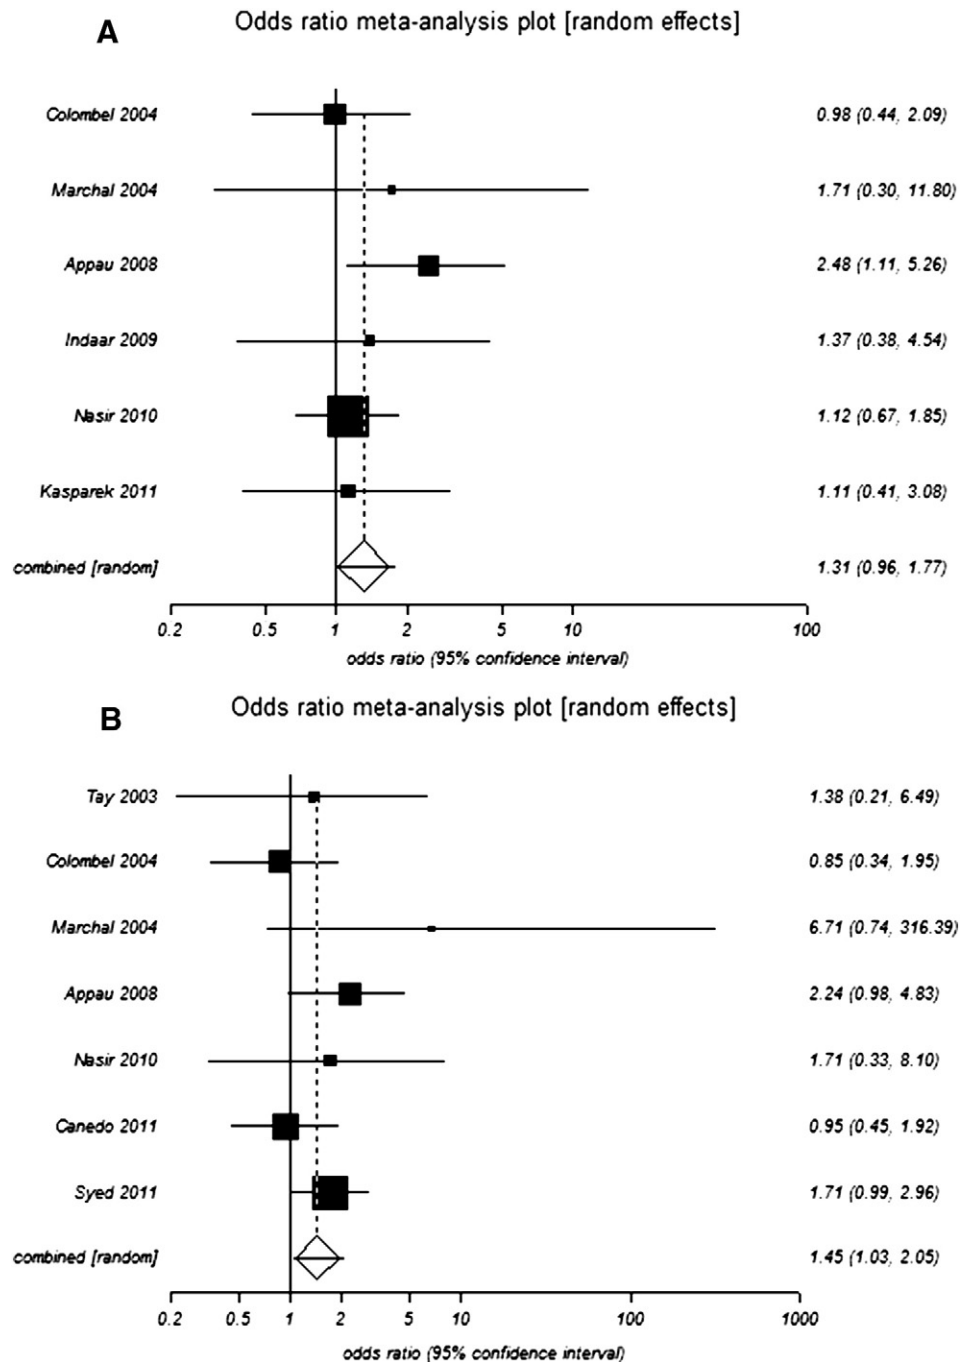 A
Odds ratio meta-analysis plot [random effects]
Colombel 2004 0.98 (0.44, 2.09)
Marchal 2004 1.71 (0.30, 11.80)
Appau 2008 2.48 (1.11, 5.26)
Indaar 2009 1.37 (0.38, 4.54)
Nasir 2010 1.12 (0.67, 1.85)
Kasparek 2011 1.11 (0.41, 3.08)
combined [random] 1.31 (0.96, 1.77)
0.2 0.5 1 2 5 10 100
odds ratio (95% confidence interval)
B
Odds ratio meta-analysis plot [random effects]
Tay 2003 1.38 (0.21, 6.49)
Colombel 2004 0.85 (0.34, 1.95)
Marchal 2004 6.71 (0.74, 316.39)
Appau 2008 2.24 (0.98, 4.83)
Nasir 2010 1.71 (0.33, 8.10)
Canedo 2011 0.95 (0.45, 1.92)
Syed 2011 1.71 (0.99, 2.96)
combined [random] 1.45 (1.03, 2.05)
0.2 0.5 1 2 5 10 100 1000
odds ratio (95% confidence interval)